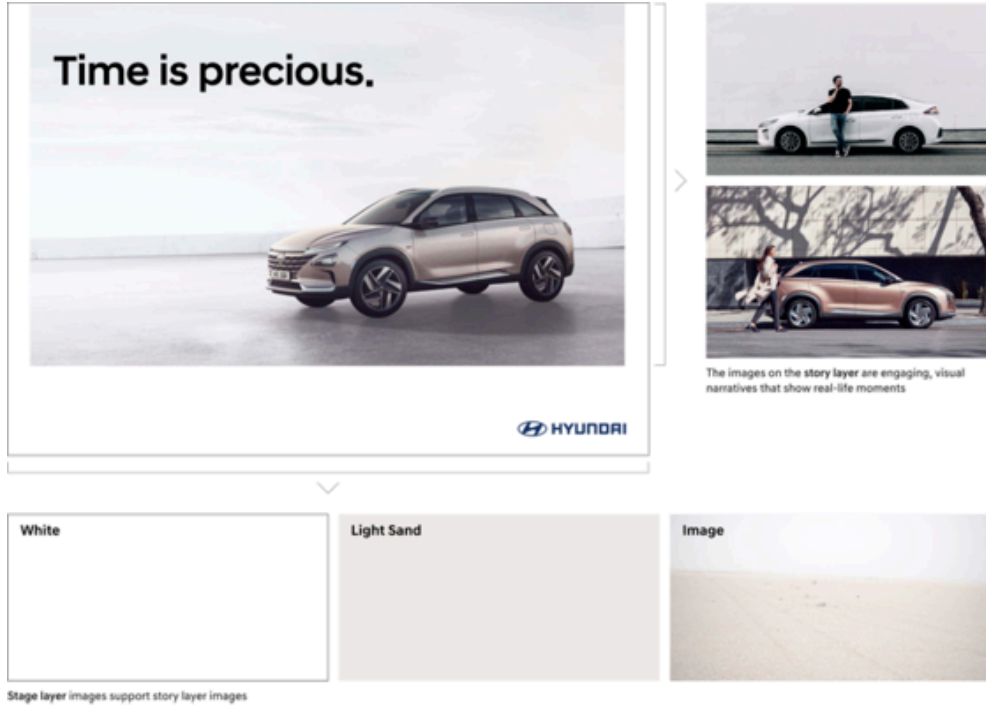 Time is precious.
HYUNDAI
The images on the story layer are engaging, visual
narratives that show real-life moments
White
Light Sand
Image
Stage layer images support story layer images